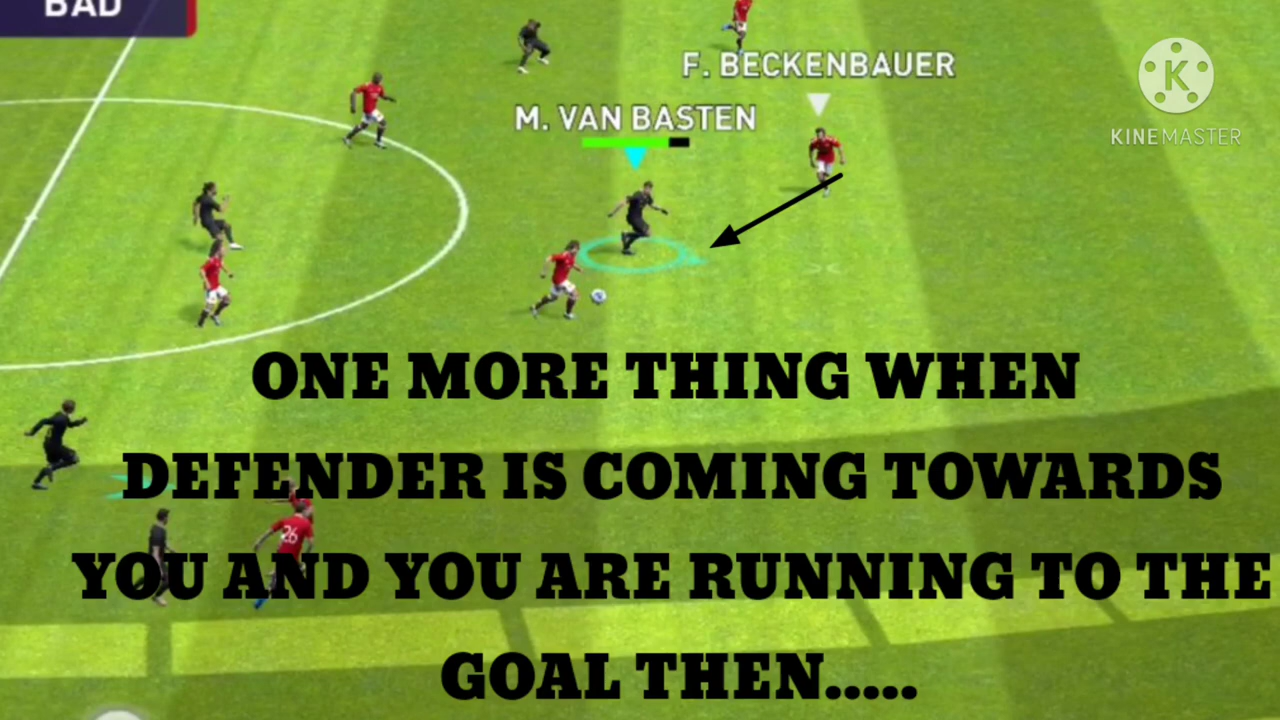 BAD
F. BECKENBAUER
M. VAN BASTEN
K
KINEMASTER
26
ONE MORE THING WHEN
DEFENDER IS COMING TOWARDS
YOU AND YOU ARE RUNNING TO THE
GOAL THEN.....